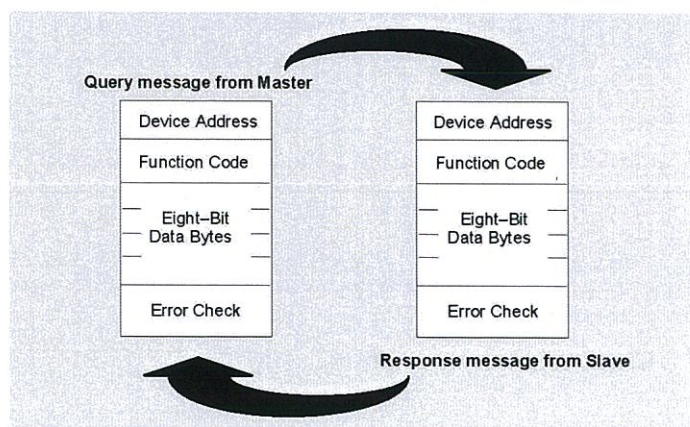 Query message from Master
Device Address
Function Code
Eight–Bit
Data Bytes
Error Check
Device Address
Function Code
Eight–Bit
Data Bytes
Error Check
Response message from Slave